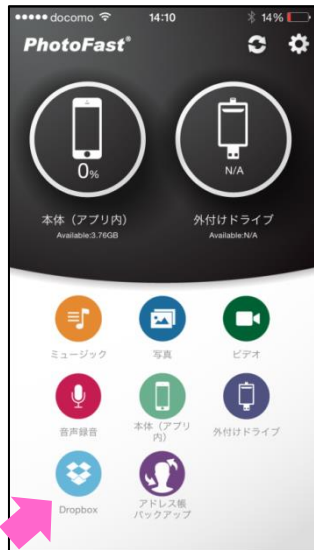 ●●●●● docomo 14:10 14%
PhotoFast®
0%
N/A
本体（アプリ内） 外付けドライブ
Available:3.76GB Available:N/A
ミュージック 写真 ビデオ
音声録音 本体（アプリ内） 外付けドライブ
Dropbox アドレス帳
バックアップ